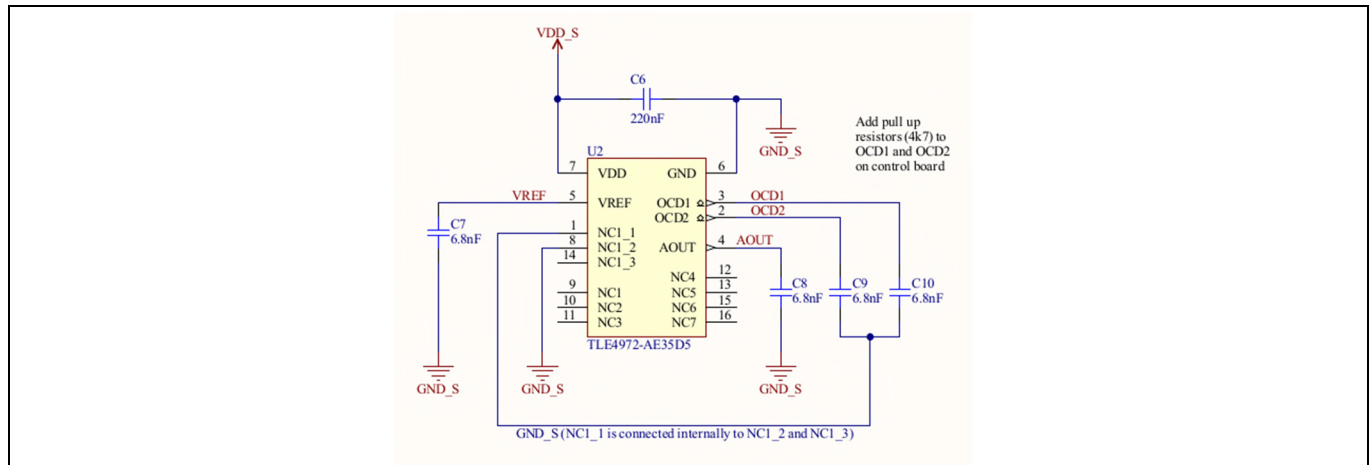 VDD_S
C6
220nF
GND_S
Add pull up
resistors (4k7) to
OCD1 and OCD2
on control board
U2
7 VDD GND 6
VREF 5 VREF OCD1 3 OCD1
OCD2 2 OCD2
C7
6.8nF
1 NC1_1
8 NC1_2 AOUT 4 AOUT
14 NC1_3
NC4 12
9 NC1 NC5 13
10 NC2 NC6 15
11 NC3 NC7 16
C8
6.8nF
C9
6.8nF
C10
6.8nF
TLE4972-AE35D5
GND_S GND_S GND_S
GND_S (NC1_1 is connected internally to NC1_2 and NC1_3)